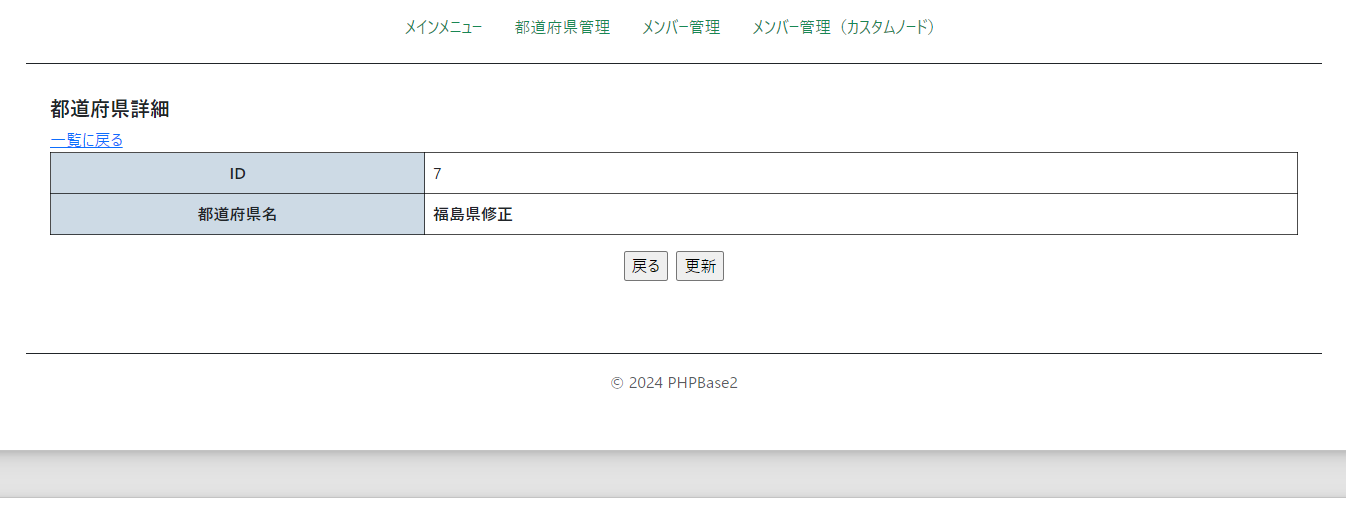 メインメニュー 都道府県管理 メンバー管理 メンバー管理（カスタムノード）
都道府県詳細
一覧に戻る
ID 7
都道府県名 福島県修正
戻る 更新
© 2024 PHPBase2